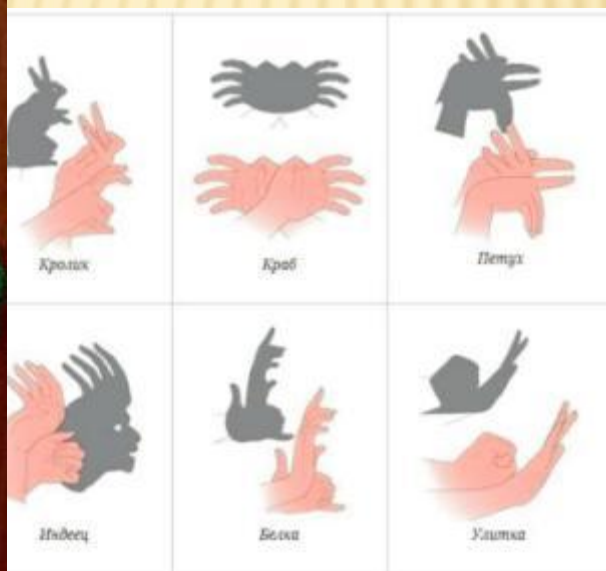 Кролик
Краб
Петух
Индеец
Белка
Улитка